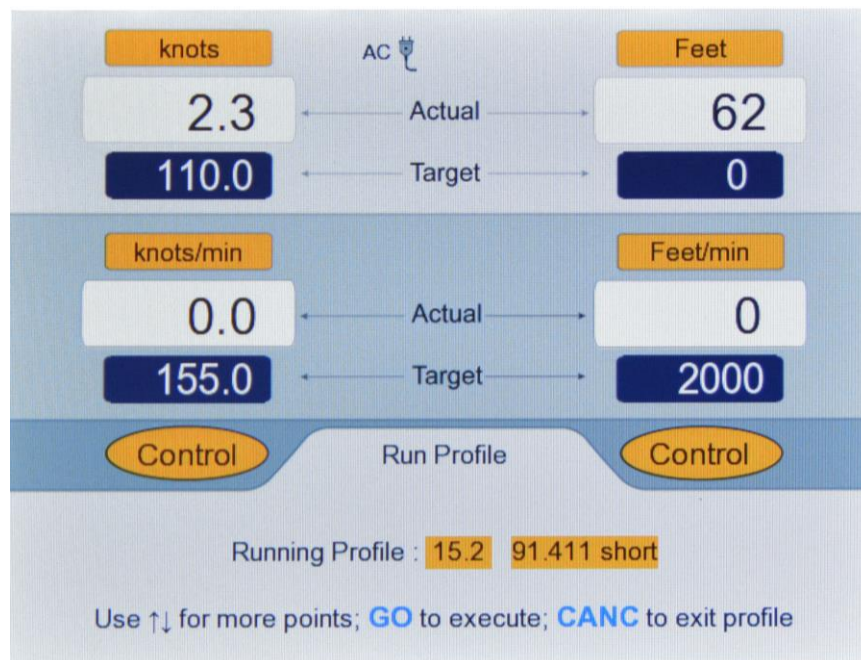 knots AC Feet
2.3 Actual 62
110.0 Target 0
knots/min Feet/min
0.0 Actual 0
155.0 Target 2000
Control Run Profile Control
Running Profile : 15.2 91.411 short
Use ↑↓ for more points; GO to execute; CANC to exit profile